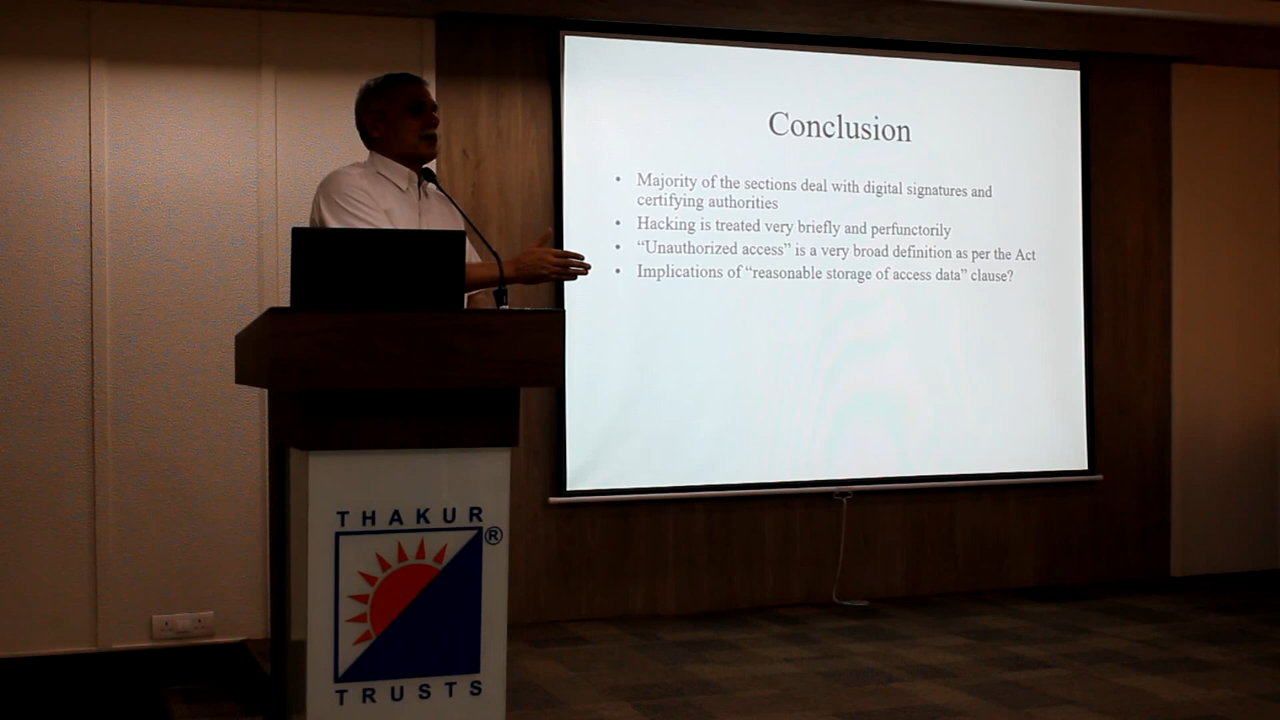 Conclusion
• Majority of the sections deal with digital signatures and
certifying authorities
• Hacking is treated very briefly and perfunctorily
• “Unauthorized access” is a very broad definition as per the Act
• Implications of “reasonable storage of access data” clause?
THAKUR
®
TRUSTS